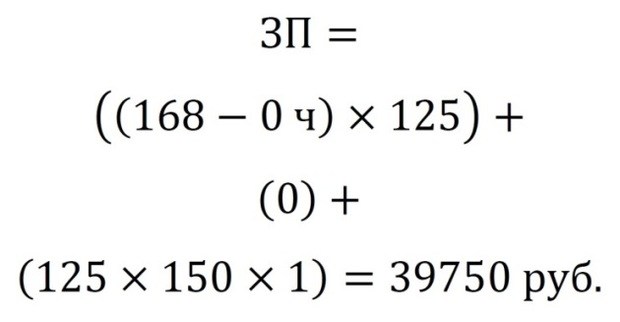 ЗП =
((168 − 0 ч) × 125) +
(0) +
(125 × 150 × 1) = 39750 руб.